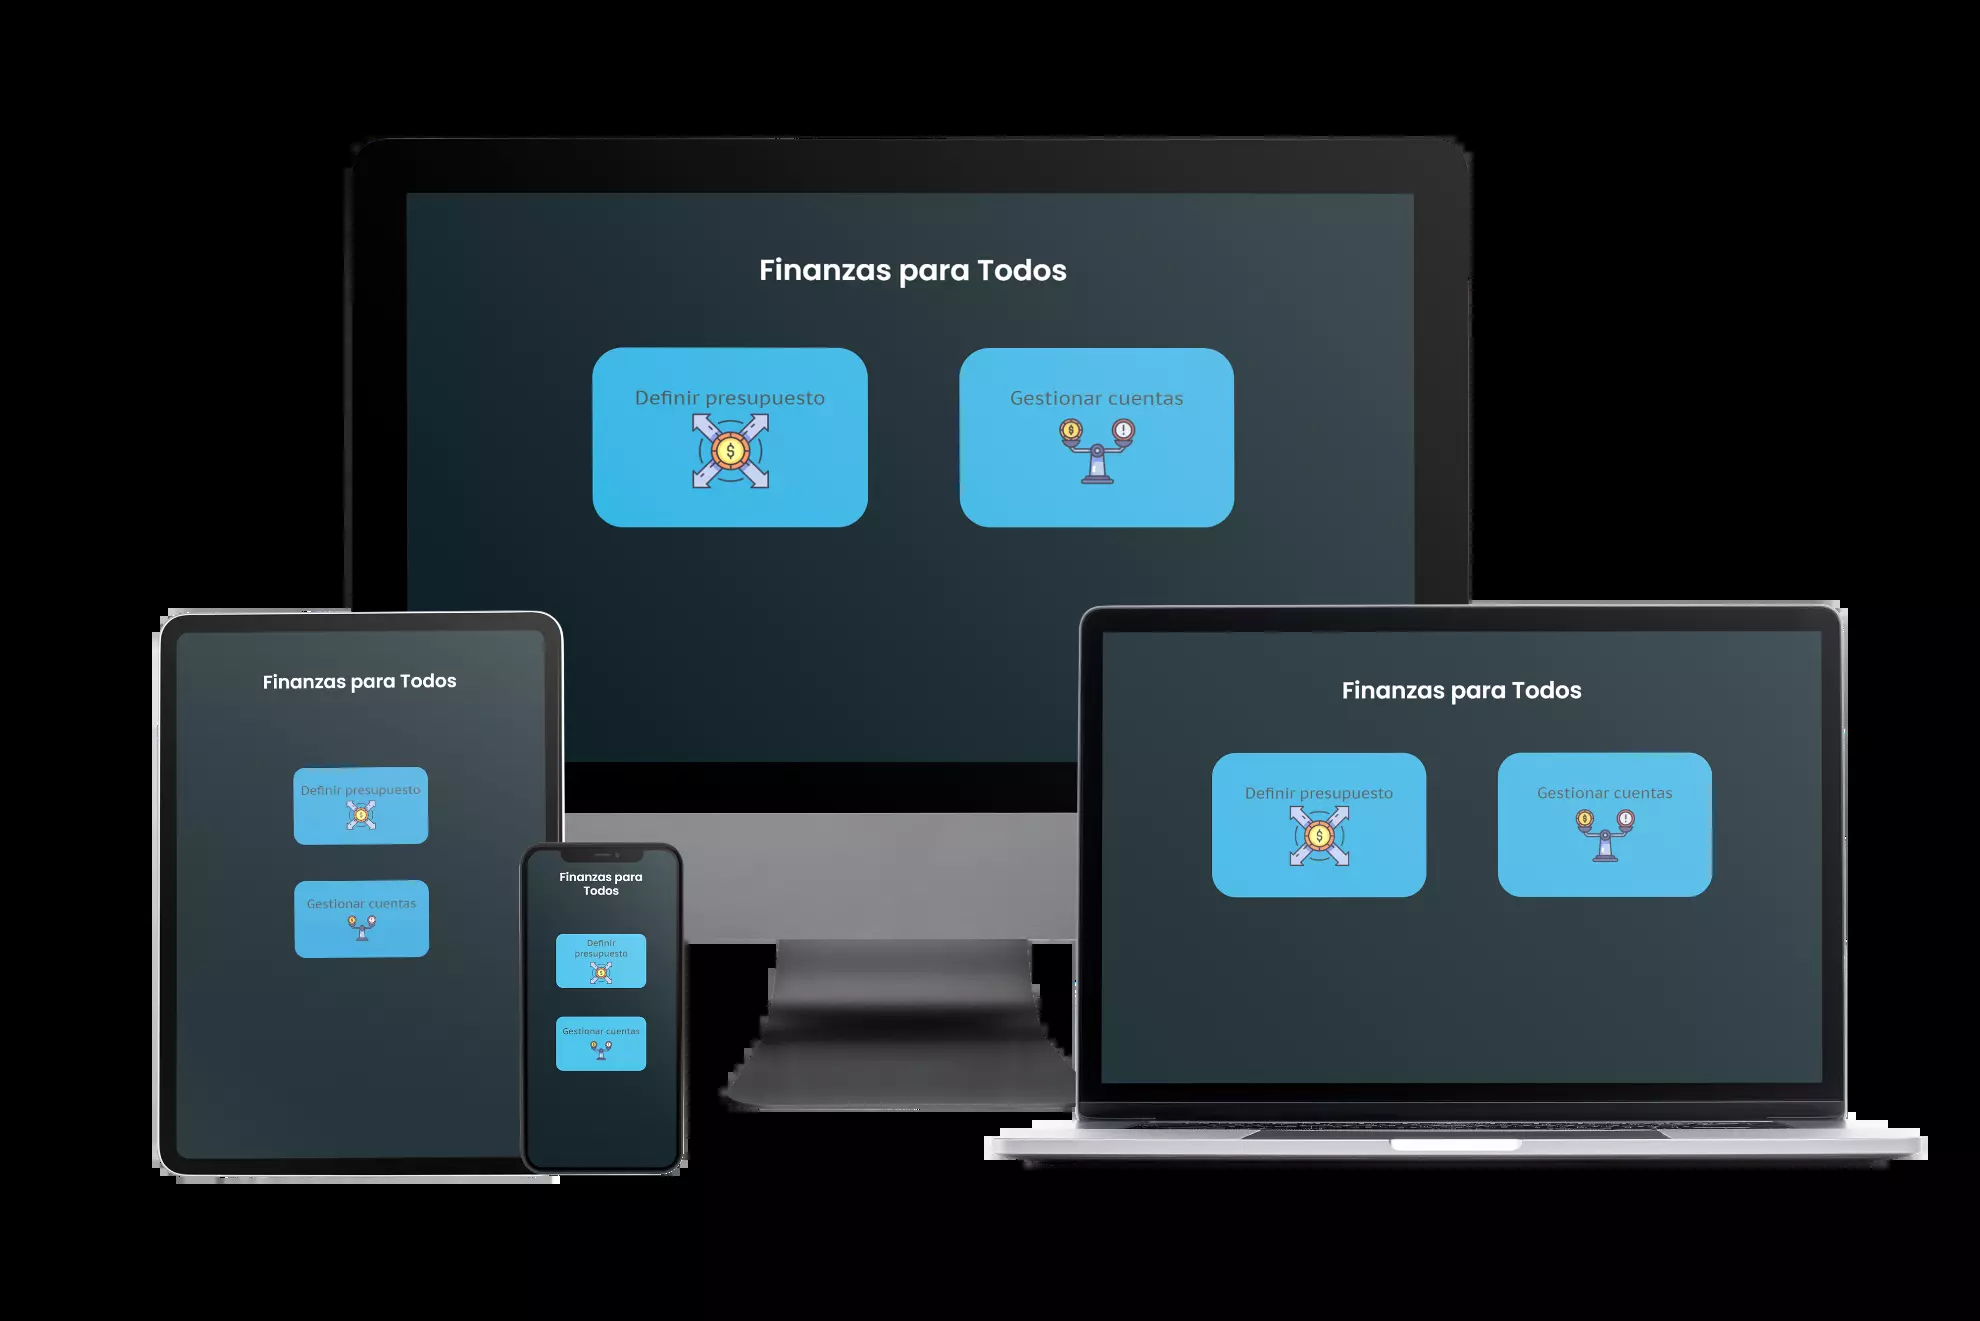 Finanzas para Todos
Definir presupuesto
Gestionar cuentas
$
$
!
Finanzas para Todos
Definir presupuesto
$
Gestionar cuentas
Finanzas para
Todos
Definir
presupuesto
$
Gestionar cuentas
Finanzas para Todos
Definir presupuesto
Gestionar cuentas
$
$
!